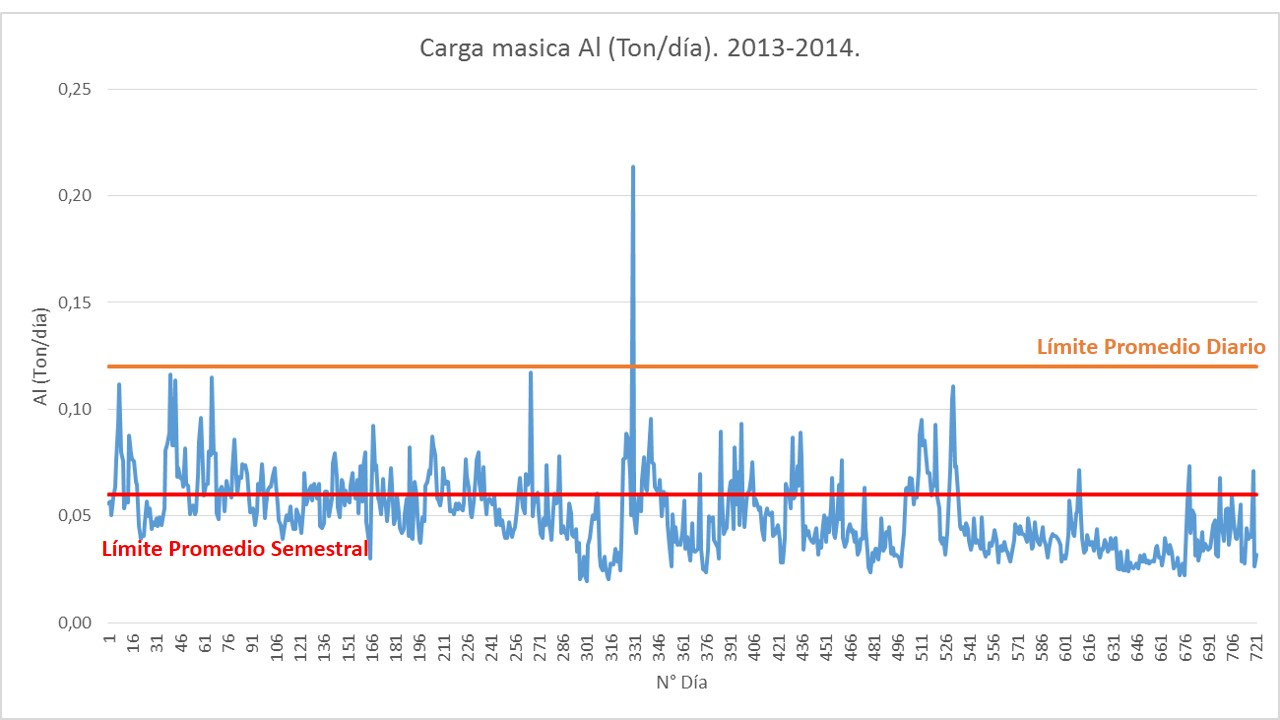 Carga masica Al (Ton/día). 2013-2014.
0,25
0,20
0,15
0,10
0,05
0,00
Al (Ton/día)
Límite Promedio Diario
Límite Promedio Semestral
1 16 31 46 61 76 91 106 121 136 151 166 181 196 211 226 241 256 271 286 301 316 331 346 361 376 391 406 421 436 451 466 481 496 511 526 541 556 571 586 601 616 631 646 661 676 691 706 721
N° Día